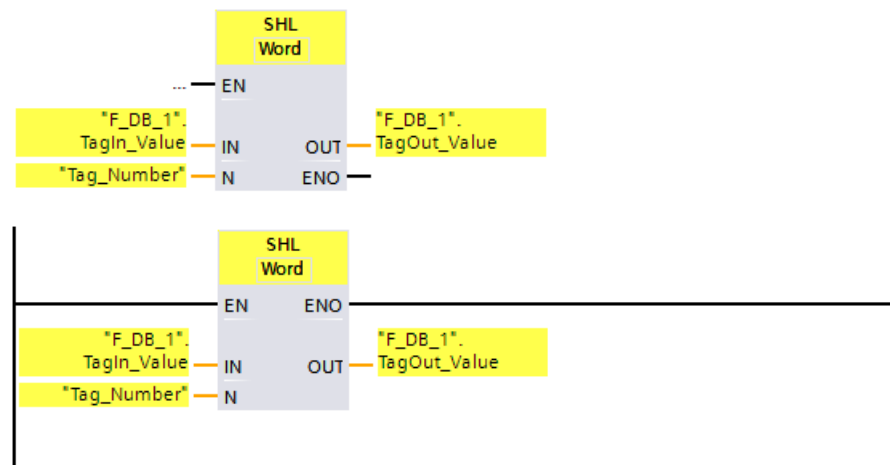 SHL
Word
... EN
"F_DB_1".
TagIn_Value IN OUT "F_DB_1".
TagOut_Value
"Tag_Number" N ENO
SHL
Word
EN ENO
"F_DB_1".
TagIn_Value IN OUT "F_DB_1".
TagOut_Value
"Tag_Number" N